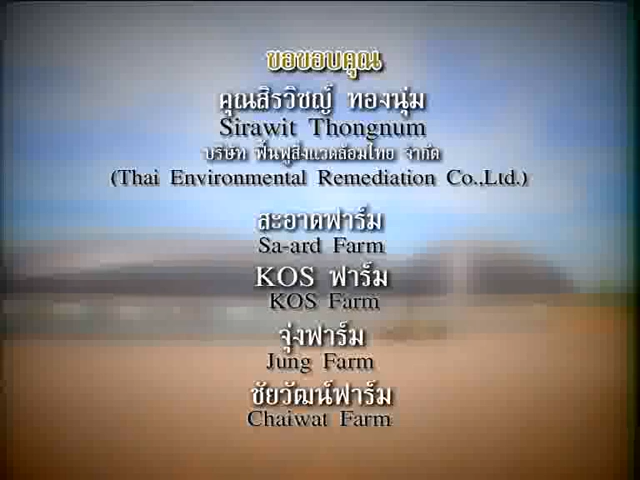 ขอขอบคุณ
คุณสิรวิชญ์ ทองนุ่ม
Sirawit Thongnum
บริษัท ฟื้นฟูสิ่งแวดล้อมไทย จำกัด
(Thai Environmental Remediation Co.,Ltd.)
สะอาดฟาร์ม
Sa-ard Farm
KOS ฟาร์ม
KOS Farm
จุ่งฟาร์ม
Jung Farm
ชัยวัฒน์ฟาร์ม
Chaiwat Farm